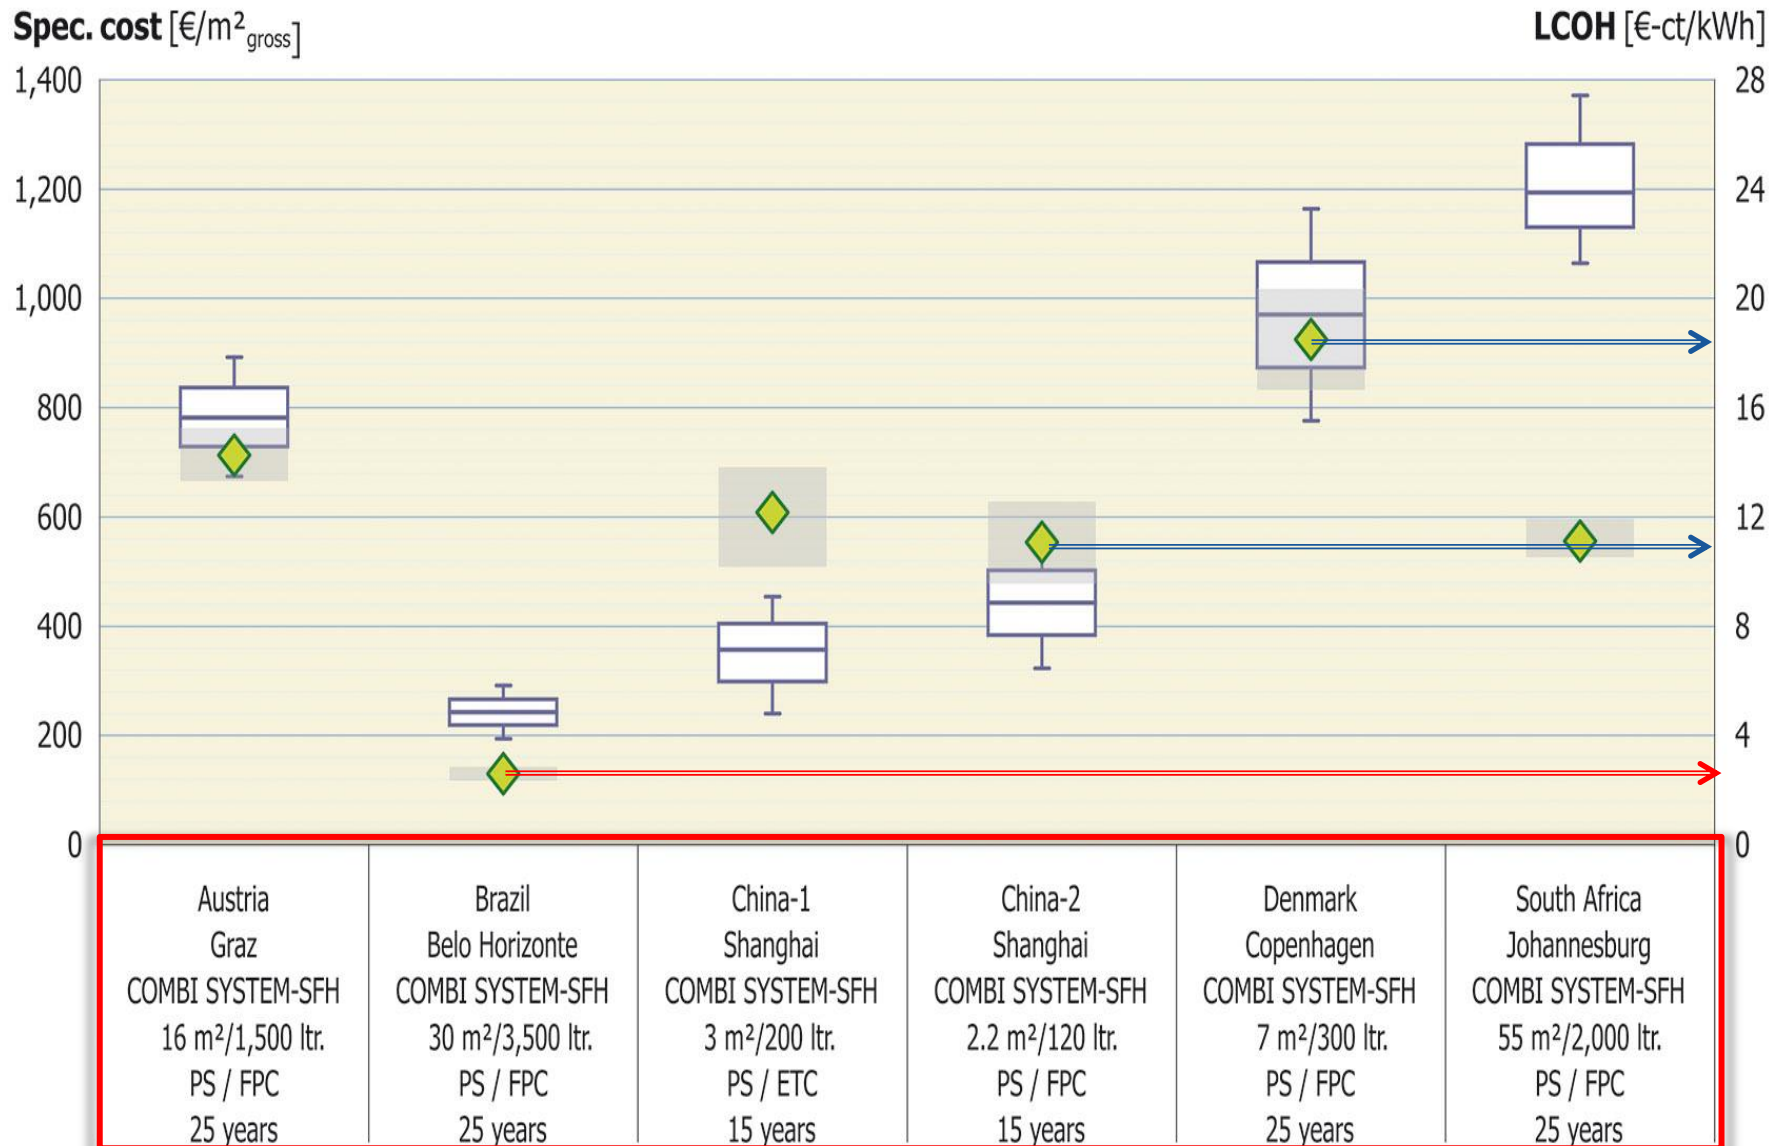 Spec. cost [€/m²gross]
LCOH [€-ct/kWh]
1,400
28
1,200
24
1,000
20
800
16
600
12
400
8
200
4
0
0
Austria
Graz
COMBI SYSTEM-SFH
16 m²/1,500 ltr.
PS / FPC
25 years
Brazil
Belo Horizonte
COMBI SYSTEM-SFH
30 m²/3,500 ltr.
PS / FPC
25 years
China-1
Shanghai
COMBI SYSTEM-SFH
3 m²/200 ltr.
PS / ETC
15 years
China-2
Shanghai
COMBI SYSTEM-SFH
2.2 m²/120 ltr.
PS / FPC
15 years
Denmark
Copenhagen
COMBI SYSTEM-SFH
7 m²/300 ltr.
PS / FPC
25 years
South Africa
Johannesburg
COMBI SYSTEM-SFH
55 m²/2,000 ltr.
PS / FPC
25 years